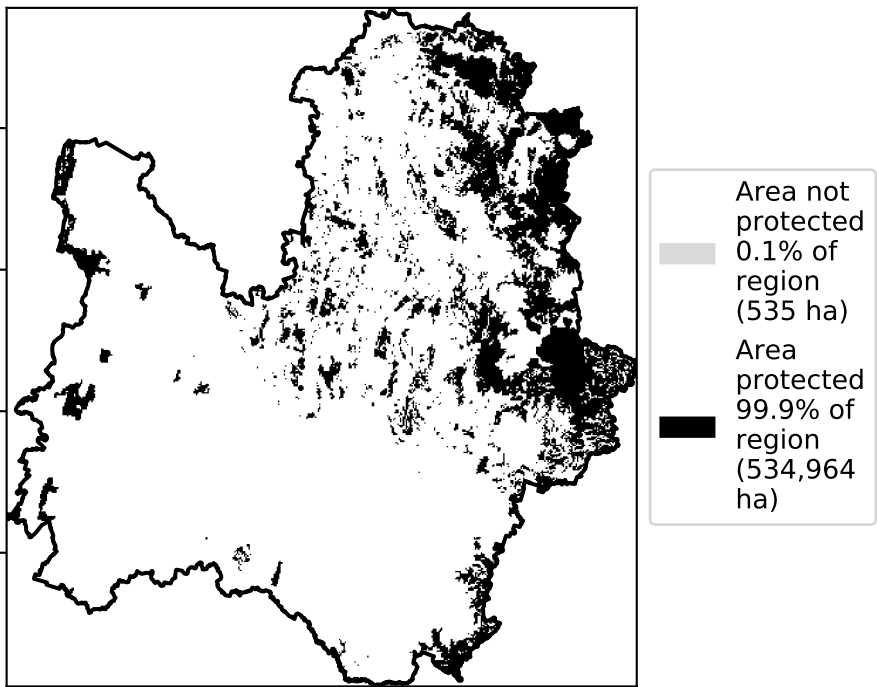 Area not
protected
0.1% of
region
(535 ha)
Area
protected
99.9% of
region
(534,964
ha)